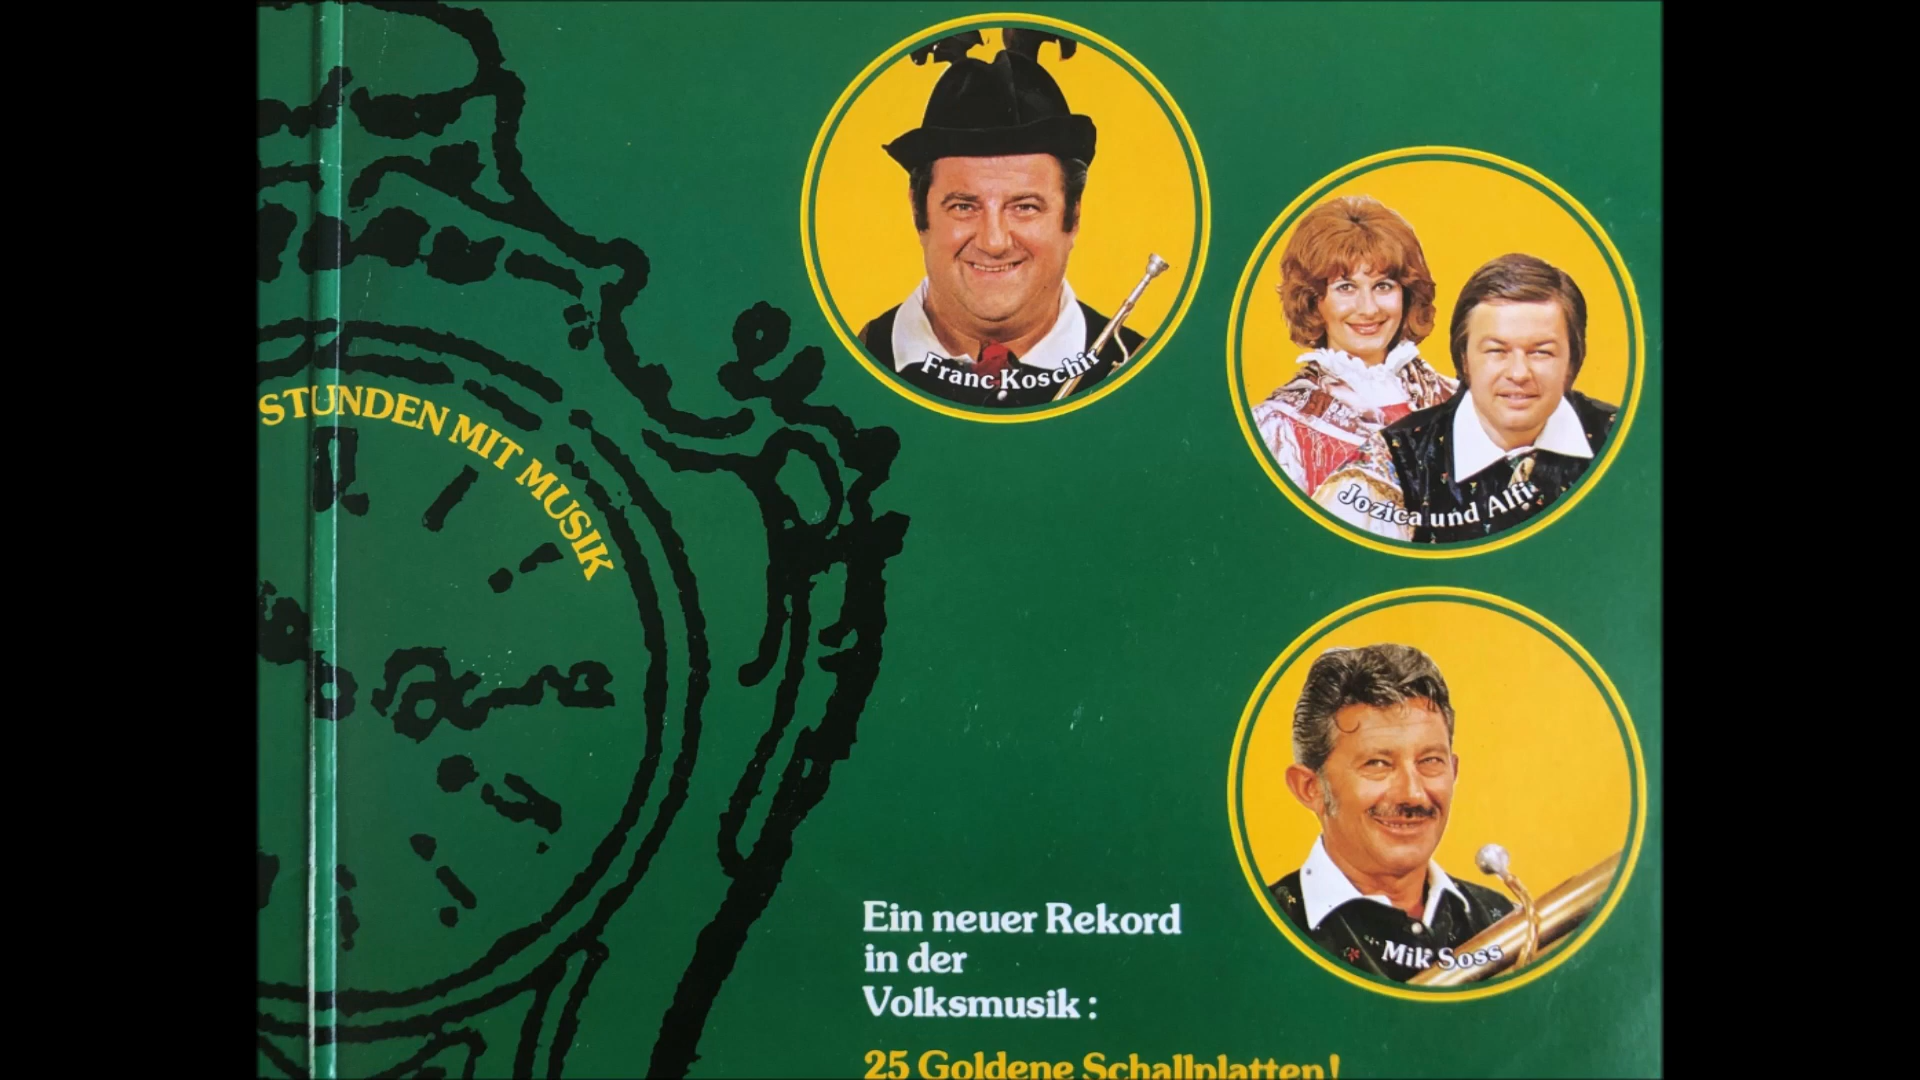 STUNDEN MIT MUSIK
Franc Koschir
Jozica und Alfi
Mik Soss
Ein neuer Rekord
in der
Volksmusik:
25 Goldene Schallplatten!